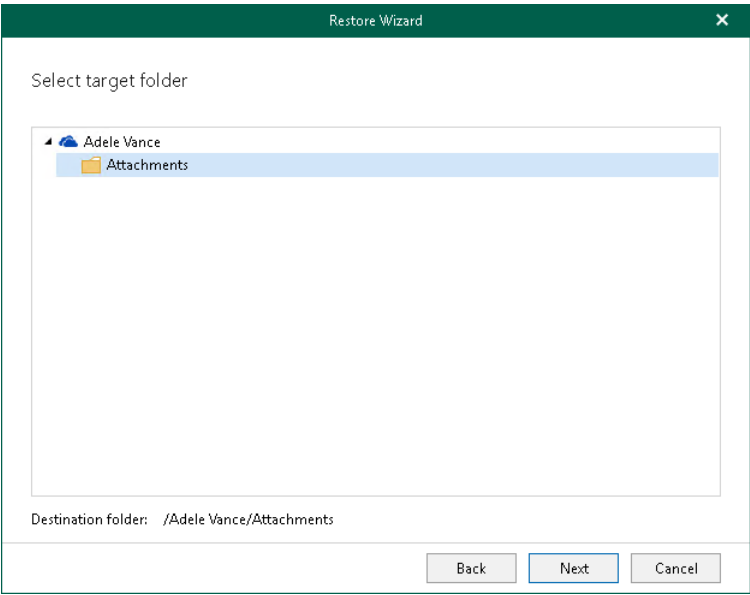 Restore Wizard
Select target folder
Adele Vance
Attachments
Destination folder: /Adele Vance/Attachments
Back Next Cancel